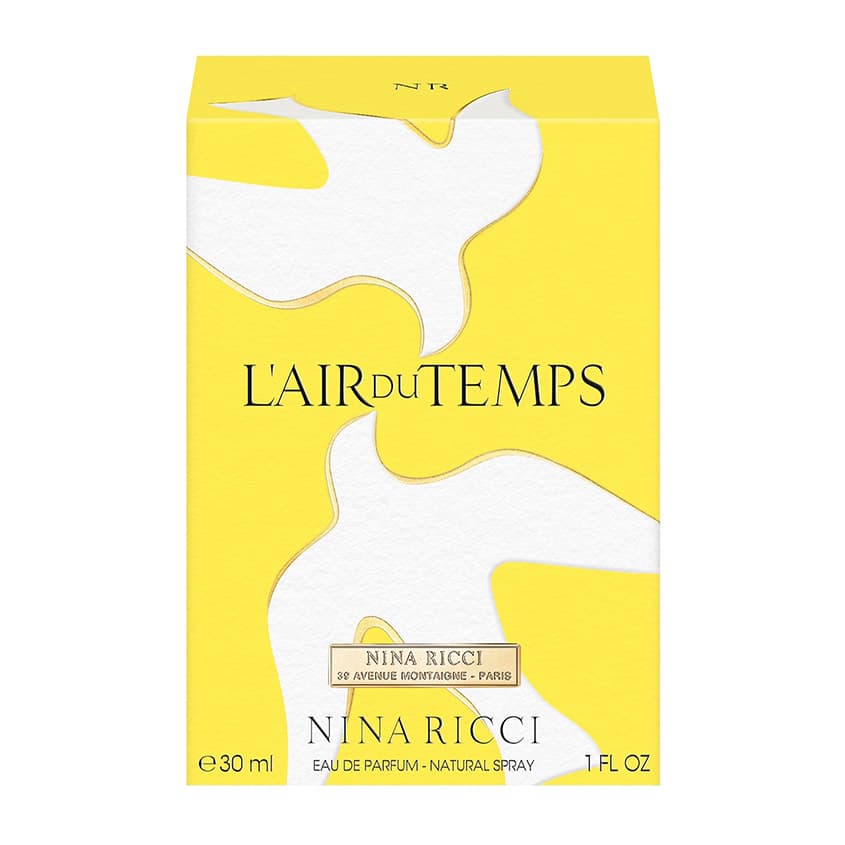 NR
L'AIR DU TEMPS
NINA RICCI
39 AVENUE MONTAIGNE - PARIS
NINA RICCI
EAU DE PARFUM - NATURAL SPRAY
℮30 ml
1 FL OZ